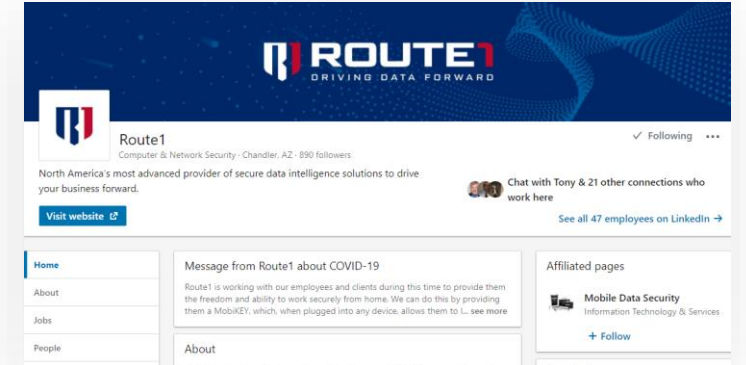 ROUTE1
DRIVING DATA FORWARD
Route1
Computer & Network Security · Chandler, AZ · 890 followers
North America's most advanced provider of secure data intelligence solutions to drive
your business forward.
Visit website
Following
Chat with Tony & 21 other connections who
work here
See all 47 employees on LinkedIn →
Home
About
Jobs
People
Message from Route1 about COVID-19
Route1 is working with our employees and clients during this time to provide them
the freedom and ability to work securely from home. We can do this by providing
them a MobiKEY, which, when plugged into any device, allows them to l... see more
About
Affiliated pages
Mobile Data Security
Information Technology & Services
+ Follow